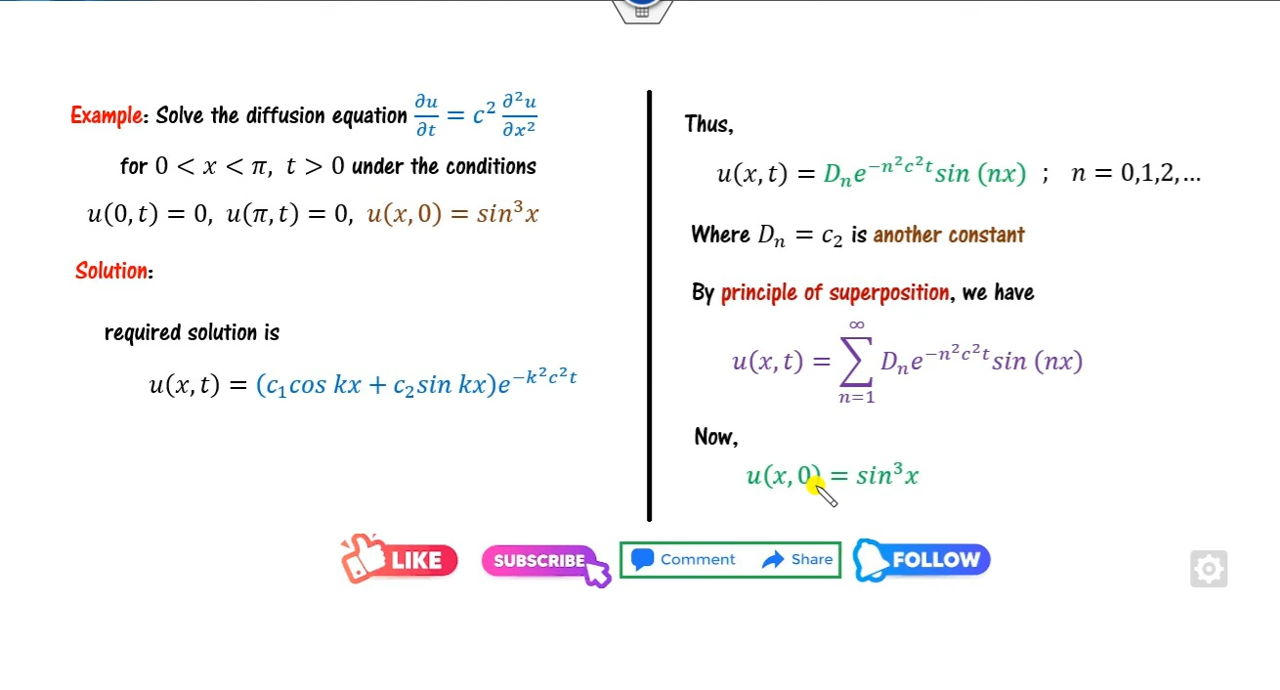 Example: Solve the diffusion equation ∂u/∂t = c² ∂²u/∂x²
for 0 < x < π, t > 0 under the conditions
u(0, t) = 0, u(π, t) = 0, u(x, 0) = sin³x
Solution:
required solution is
u(x, t) = (c₁cos kx + c₂sin kx)e^(−k²c²t)
Thus,
u(x, t) = Dₙe^(−n²c²t) sin (nx) ; n = 0,1,2, …
Where Dₙ = c₂ is another constant
By principle of superposition, we have
u(x, t) = ∑_(n=1)^∞ Dₙe^(−n²c²t) sin (nx)
Now,
u(x, 0) = sin³x
LIKE SUBSCRIBE Comment Share FOLLOW